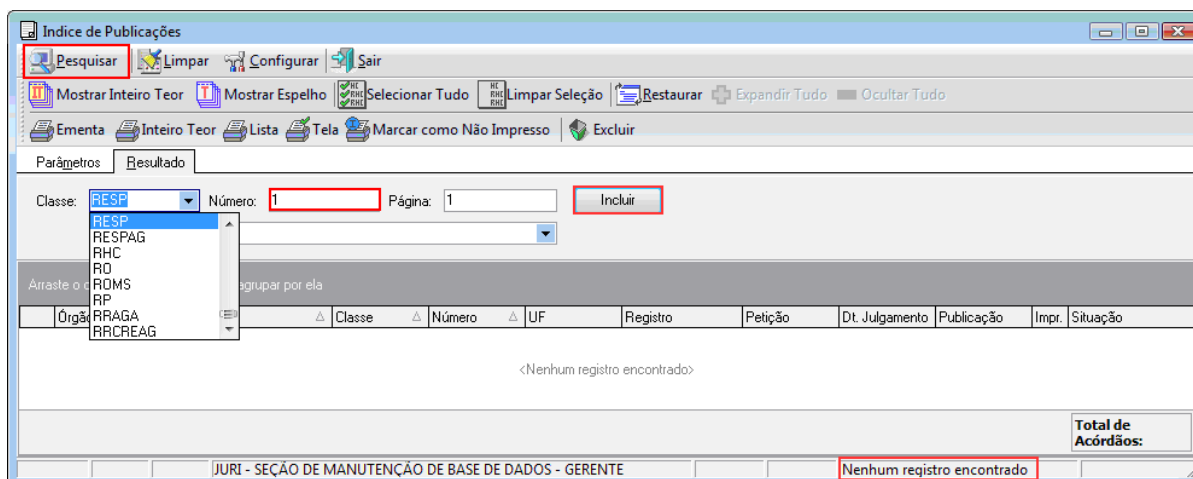 Indice de Publicações
Pesquisar Limpar Configurar Sair
Mostrar Inteiro Teor Mostrar Espelho Selecionar Tudo Limpar Seleção Restaurar Expandir Tudo Ocultar Tudo
Ementa Inteiro Teor Lista Tela Marcar como Não Impresso Excluir
Parâmetros Resultado
Classe: RESP Número: 1 Página: 1 Incluir
RESP
RESPAG
RHC
RO
ROMS
RP
RRAGA
RRCREAG
Arraste o agrupar por ela
Órgão Classe Número UF Registro Petição Dt. Julgamento Publicação Impr. Situação
<Nenhum registro encontrado>
Total de
Acórdãos:
JURI - SEÇÃO DE MANUTENÇÃO DE BASE DE DADOS - GERENTE Nenhum registro encontrado